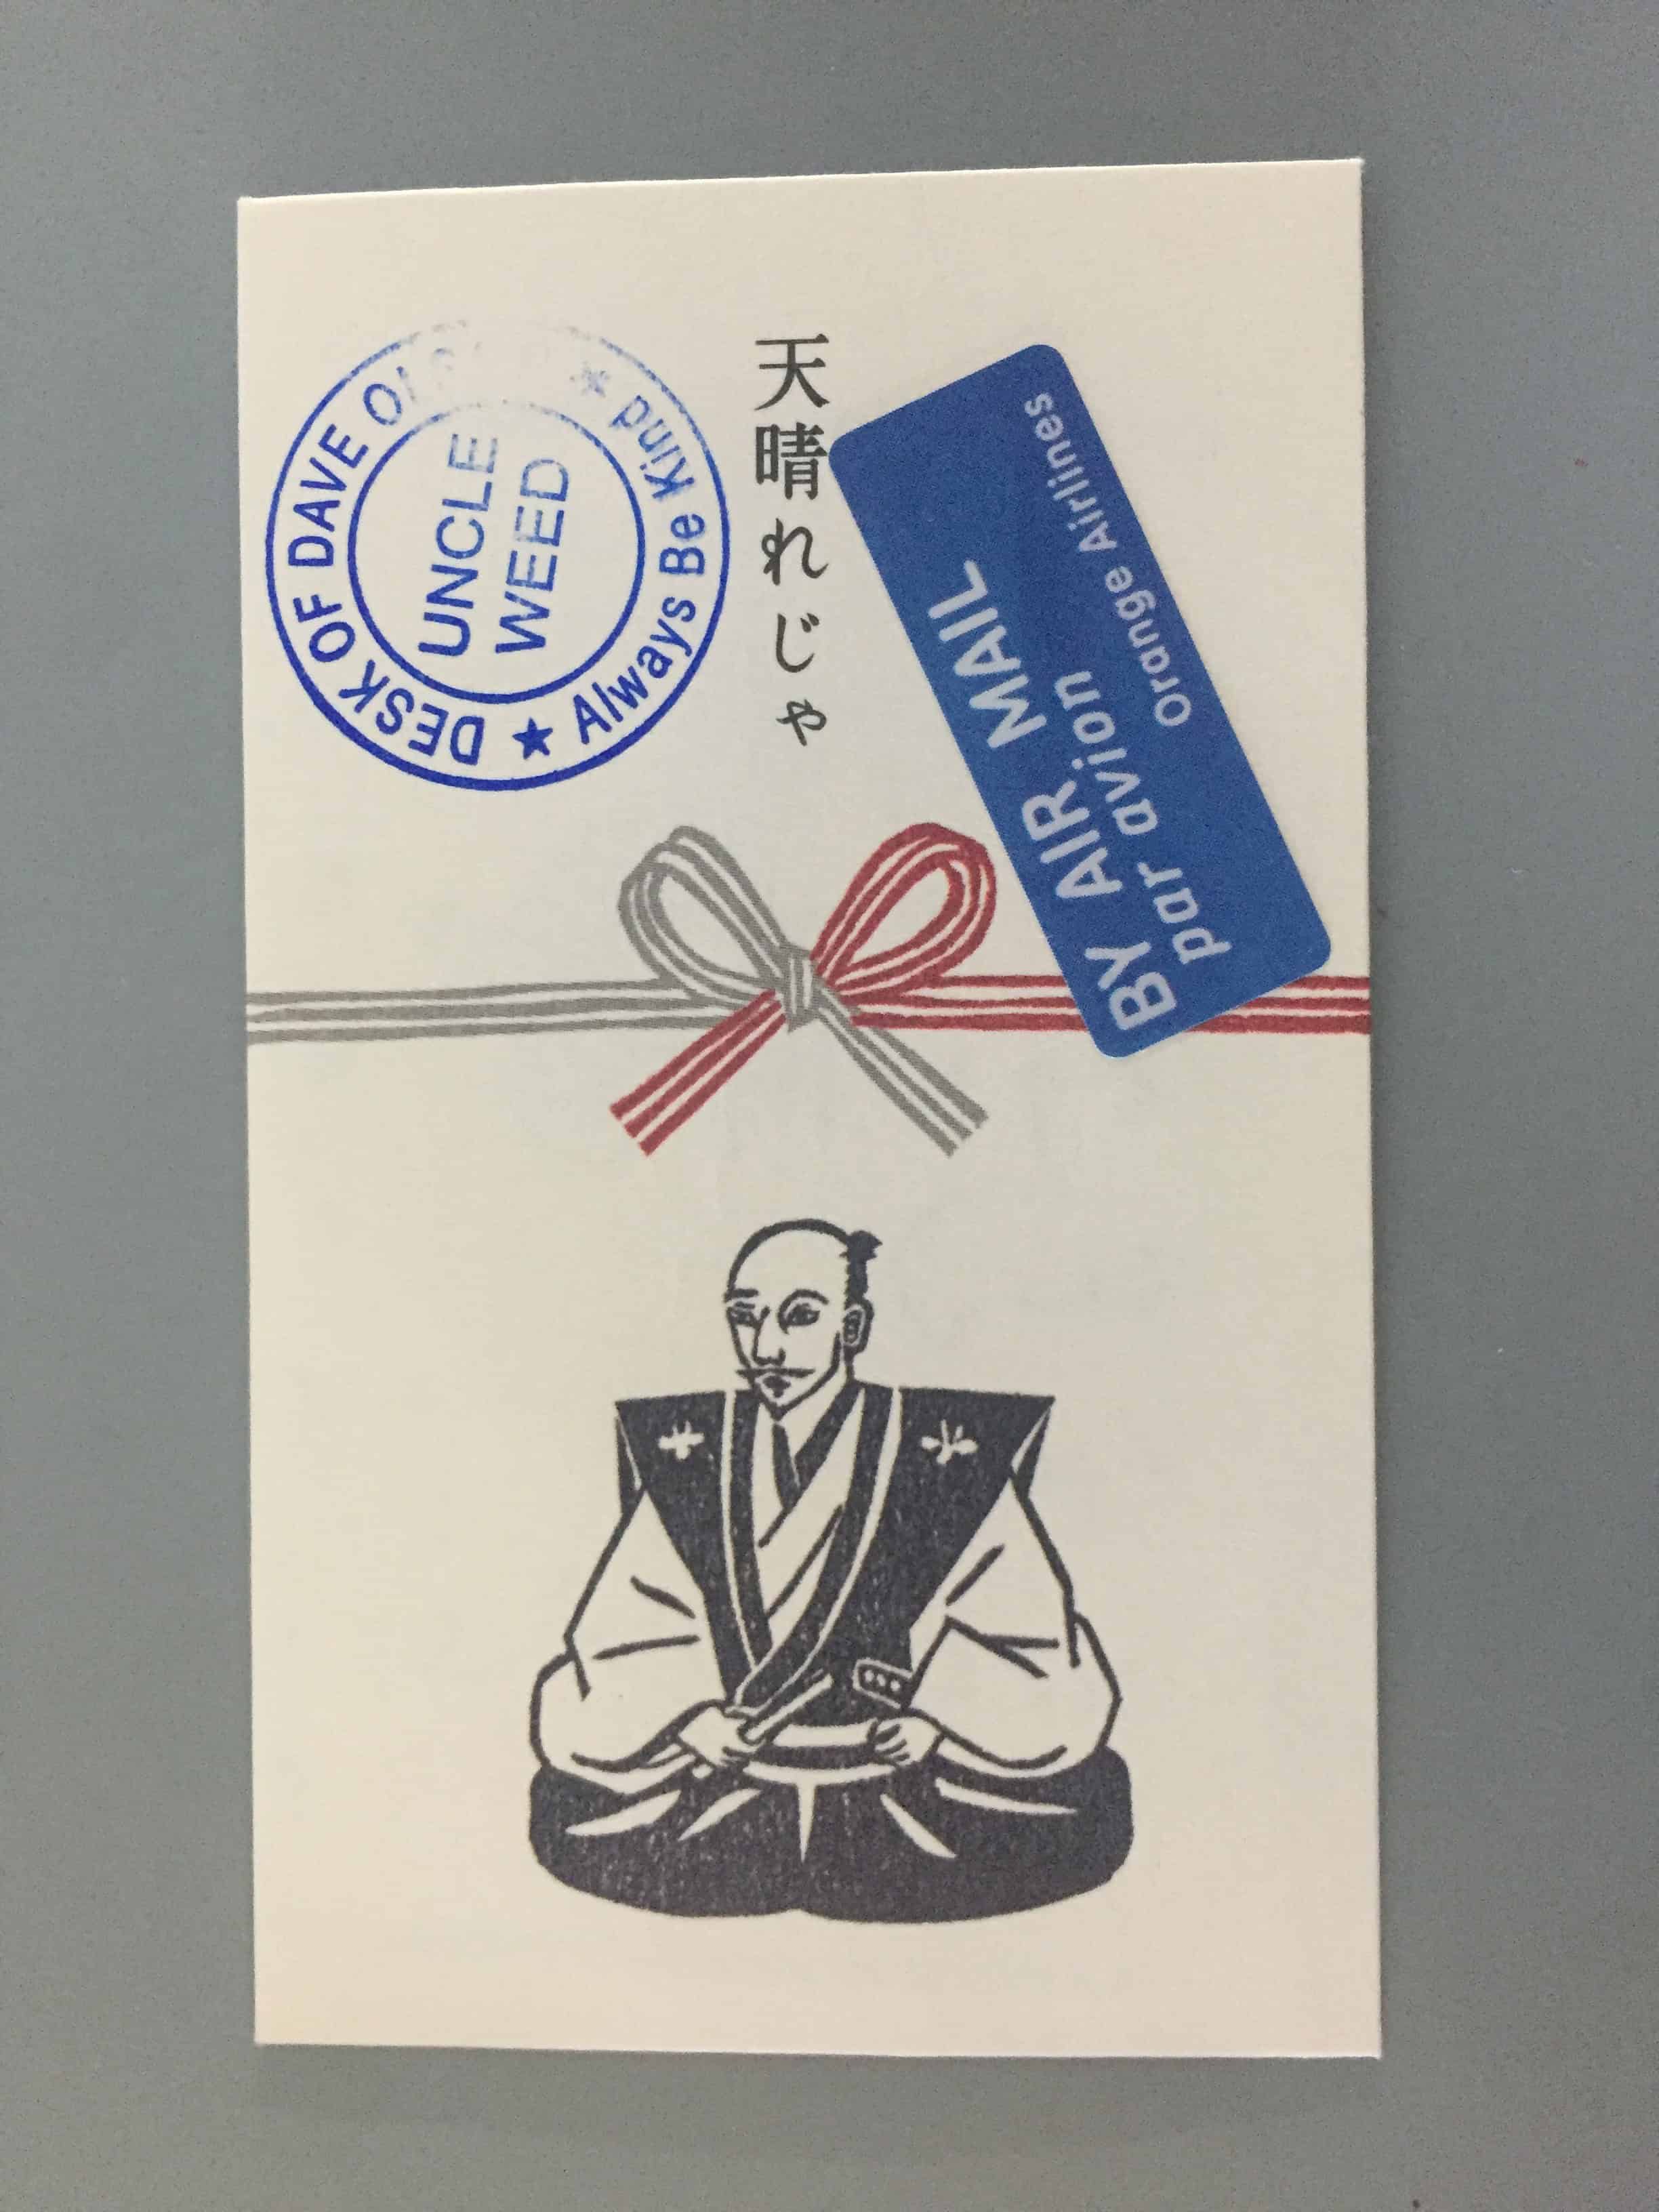 DESK OF DAVE
★ Always Be Kind ★
UNCLE
WEED
天晴れじゃ
BY AIR MAIL
par avion
Orange Airlines